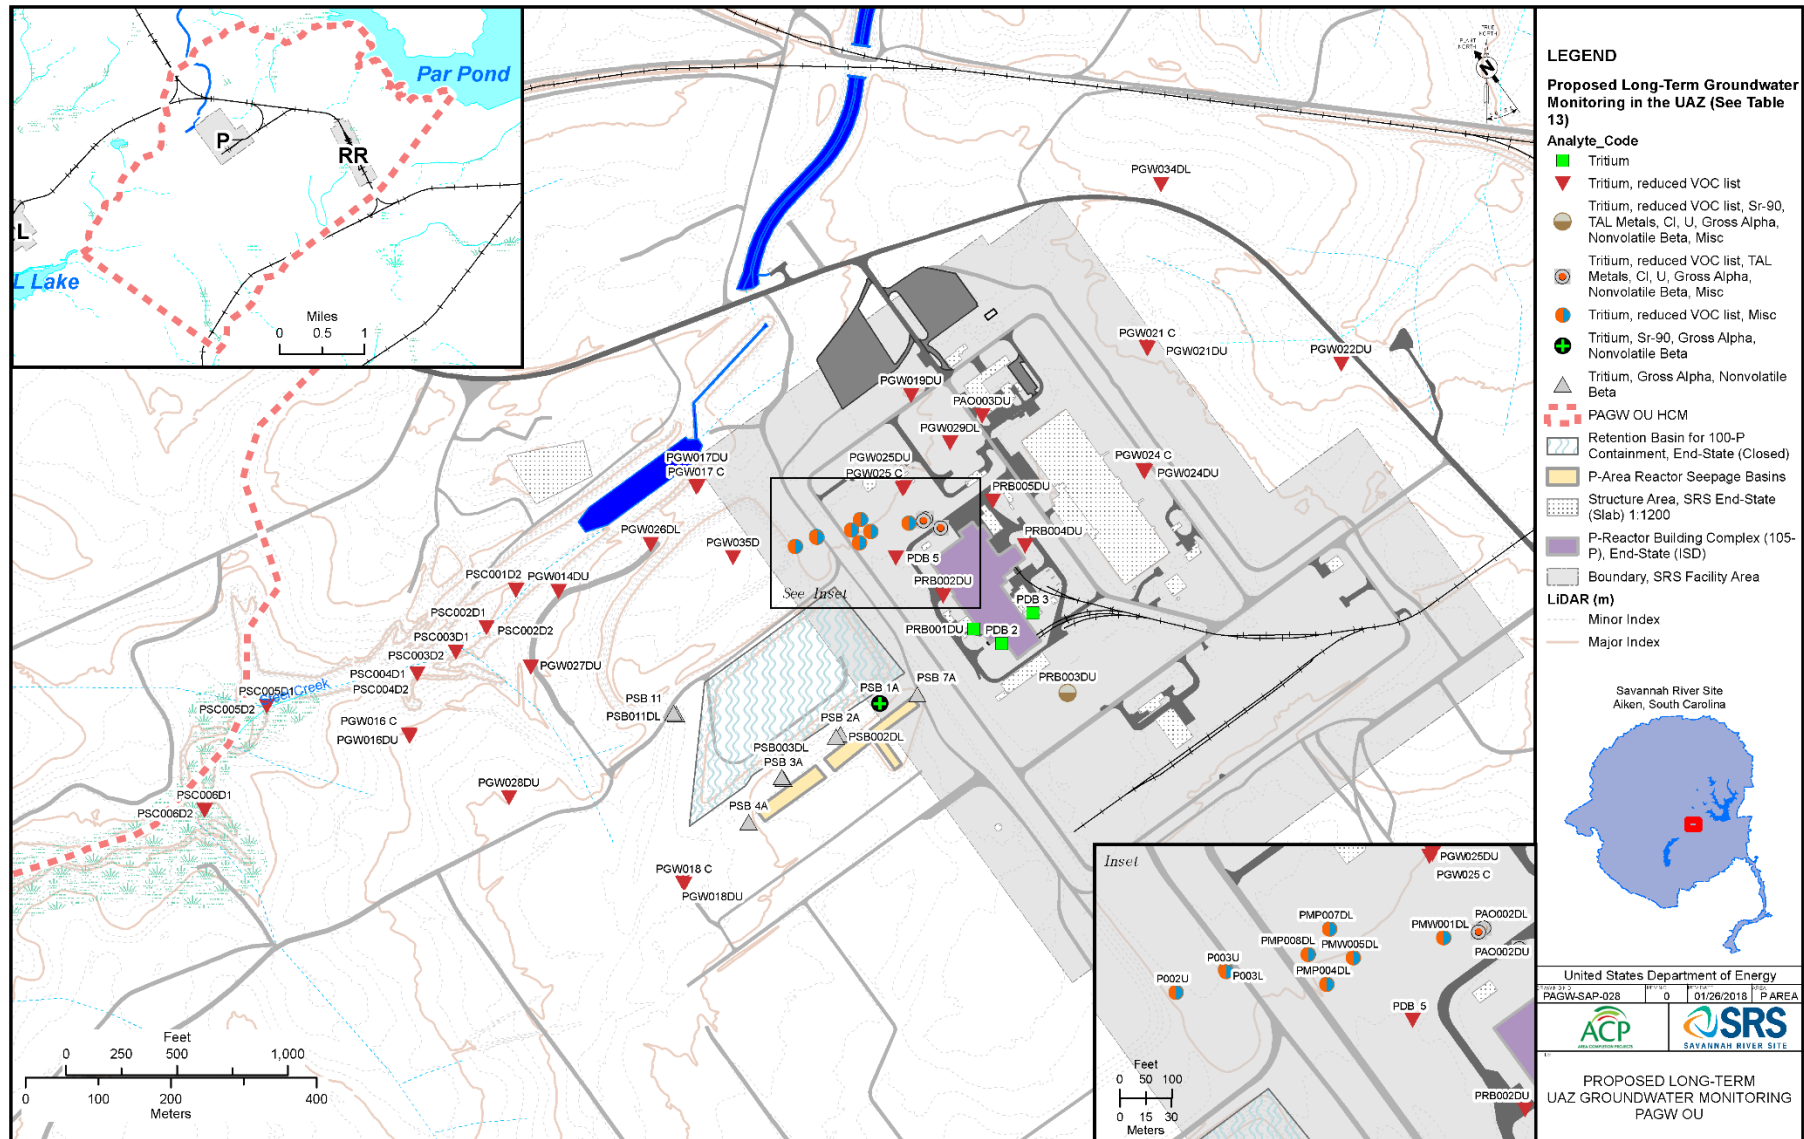 Par Pond
P
RR
L
L Lake
Miles
0 0.5 1
TRUE NORTH
PLANT NORTH
N
PGW034DL
PGW021 C
PGW021DU
PGW022DU
PGW019DU
PAO003DU
PGW029DL
PGW017DU
PGW017 C
PGW025DU
PGW025 C
PGW024 C
PGW024DU
PRB005DU
PGW026DL
PGW035D
PRB004DU
PDB 5
PSC001D2
PGW014DU
See Inset
PRB002DU
PSC002D1
PSC002D2
PDB 3
PRB001DU
PDB 2
PSC003D1
PSC003D2
PGW027DU
PSC004D1
PSC004D2
PRB003DU
PSB 7A
PSB 1A
PSC005D1
Steel Creek
PSC005D2
PSB 11
PSB011DL
PGW016 C
PGW016DU
PSB 2A
PSB002DL
PSB003DL
PSB 3A
PGW028DU
PSC006D1
PSC006D2
PSB 4A
PGW018 C
PGW018DU
Feet
0 250 500 1,000
0 100 200 400
Meters
Inset
PGW025DU
PGW025 C
PMP007DL
PAO002DL
PMW001DL
PMP008DL
PMW005DL
PAO002DU
P003U
P003L
PMP004DL
P002U
PDB 5
Feet
0 50 100
0 15 30
Meters
PRB002DU
LEGEND
Proposed Long-Term Groundwater
Monitoring in the UAZ (See Table
13)
Analyte_Code
Tritium
Tritium, reduced VOC list
Tritium, reduced VOC list, Sr-90,
TAL Metals, Cl, U, Gross Alpha,
Nonvolatile Beta, Misc
Tritium, reduced VOC list, TAL
Metals, Cl, U, Gross Alpha,
Nonvolatile Beta, Misc
Tritium, reduced VOC list, Misc
Tritium, Sr-90, Gross Alpha,
Nonvolatile Beta
Tritium, Gross Alpha, Nonvolatile
Beta
PAGW OU HCM
Retention Basin for 100-P
Containment, End-State (Closed)
P-Area Reactor Seepage Basins
Structure Area, SRS End-State
(Slab) 1:1200
P-Reactor Building Complex (105-
P), End-State (ISD)
Boundary, SRS Facility Area
LiDAR (m)
Minor Index
Major Index
Savannah River Site
Aiken, South Carolina
United States Department of Energy
PAGW-SAP-028 0 01/26/2018 P AREA
ACP
AREA COMPLETION PROJECTS
SRS
SAVANNAH RIVER SITE
PROPOSED LONG-TERM
UAZ GROUNDWATER MONITORING
PAGW OU